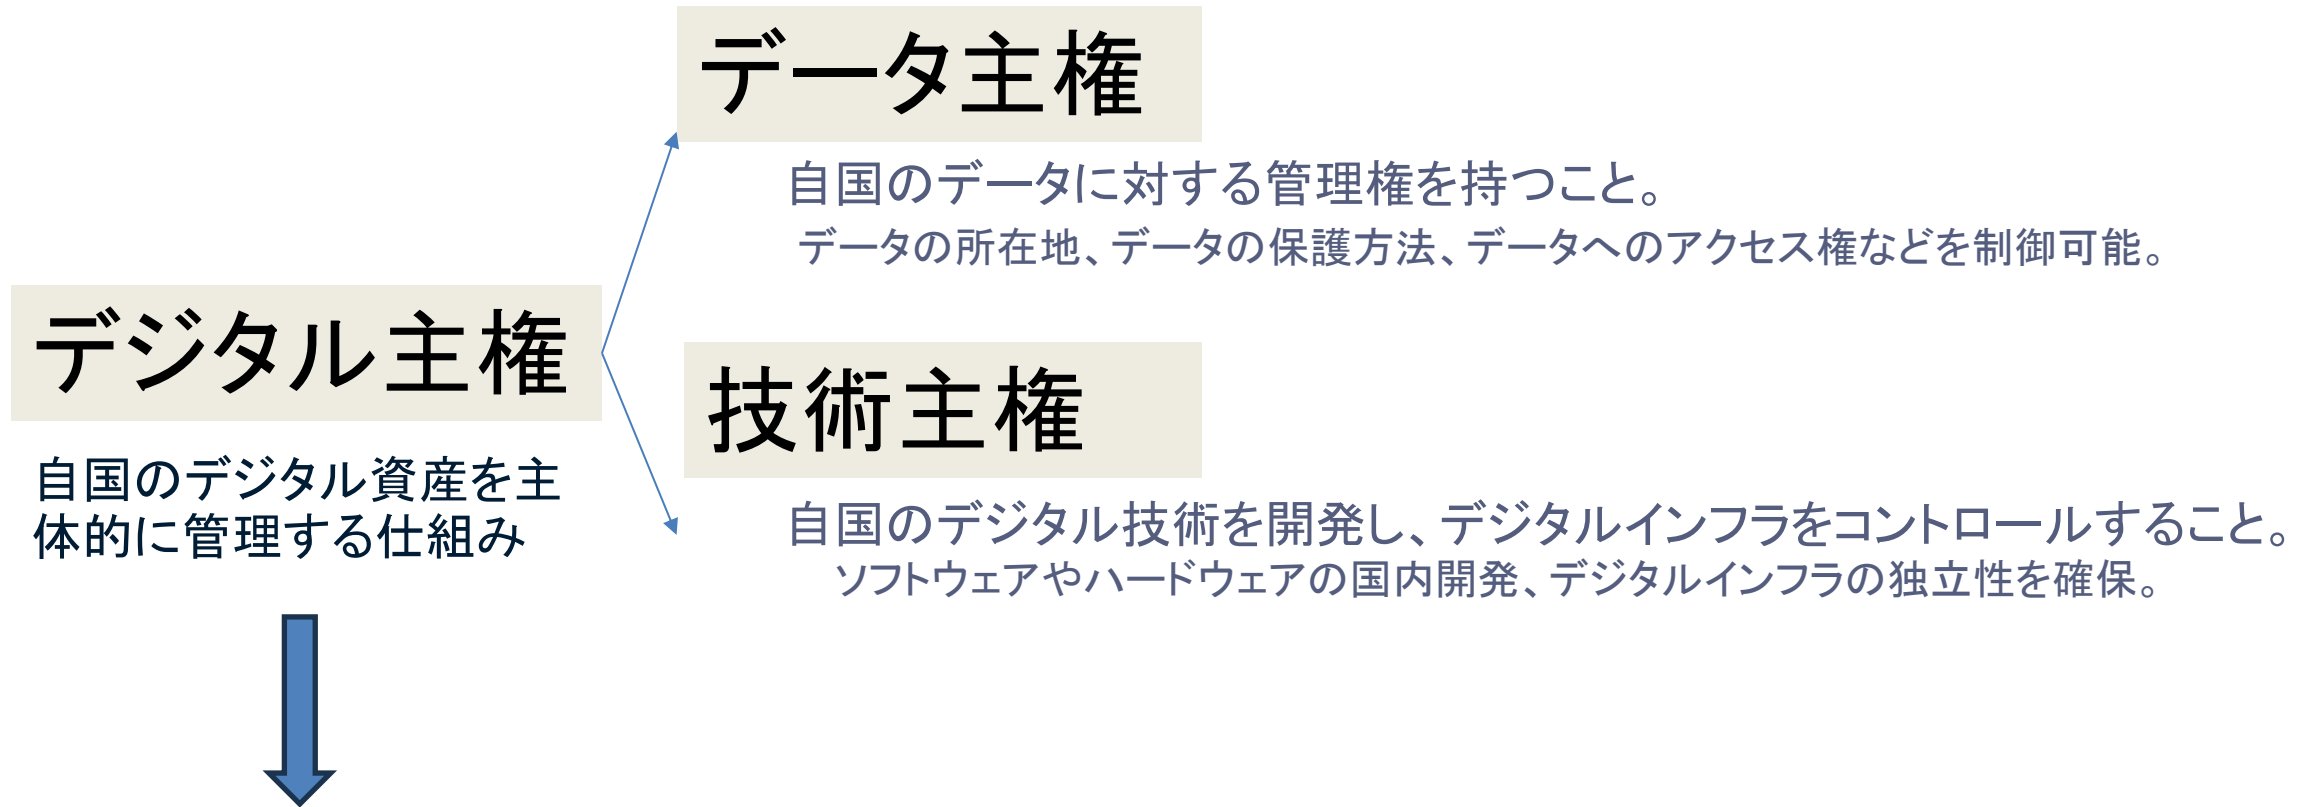 データ主権
自国のデータに対する管理権を持つこと。
データの所在地、データの保護方法、データへのアクセス権などを制御可能。
デジタル主権
自国のデジタル資産を主
体的に管理する仕組み
技術主権
自国のデジタル技術を開発し、デジタルインフラをコントロールすること。
ソフトウェアやハードウェアの国内開発、デジタルインフラの独立性を確保。